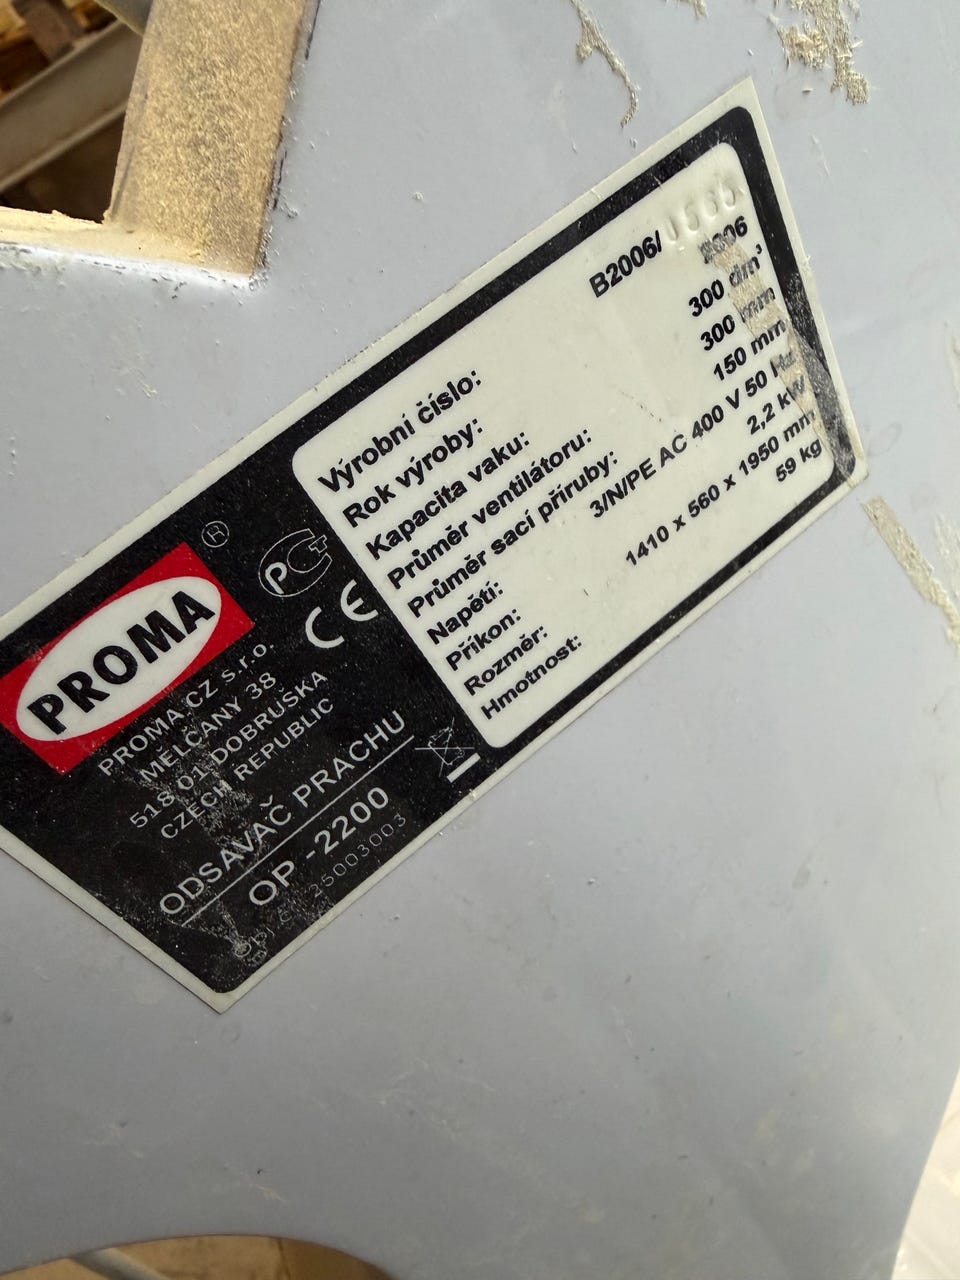 PROMA ®
PROMA CZ s.r.o.
MĚLČANY 38
518 01 DOBRUŠKA
CZECH REPUBLIC
ODSAVAČ PRACHU
OP -2200
25003003
Výrobní číslo: B2006/
Rok výroby: 2006
Kapacita vaku: 300 dm³
Průměr ventilátoru: 300 mm
Průměr sací příruby: 150 mm
Napětí: 3/N/PE AC 400 V 50 Hz
Příkon: 2,2 kW
Rozměr: 1410 x 560 x 1950 mm
Hmotnost: 59 kg